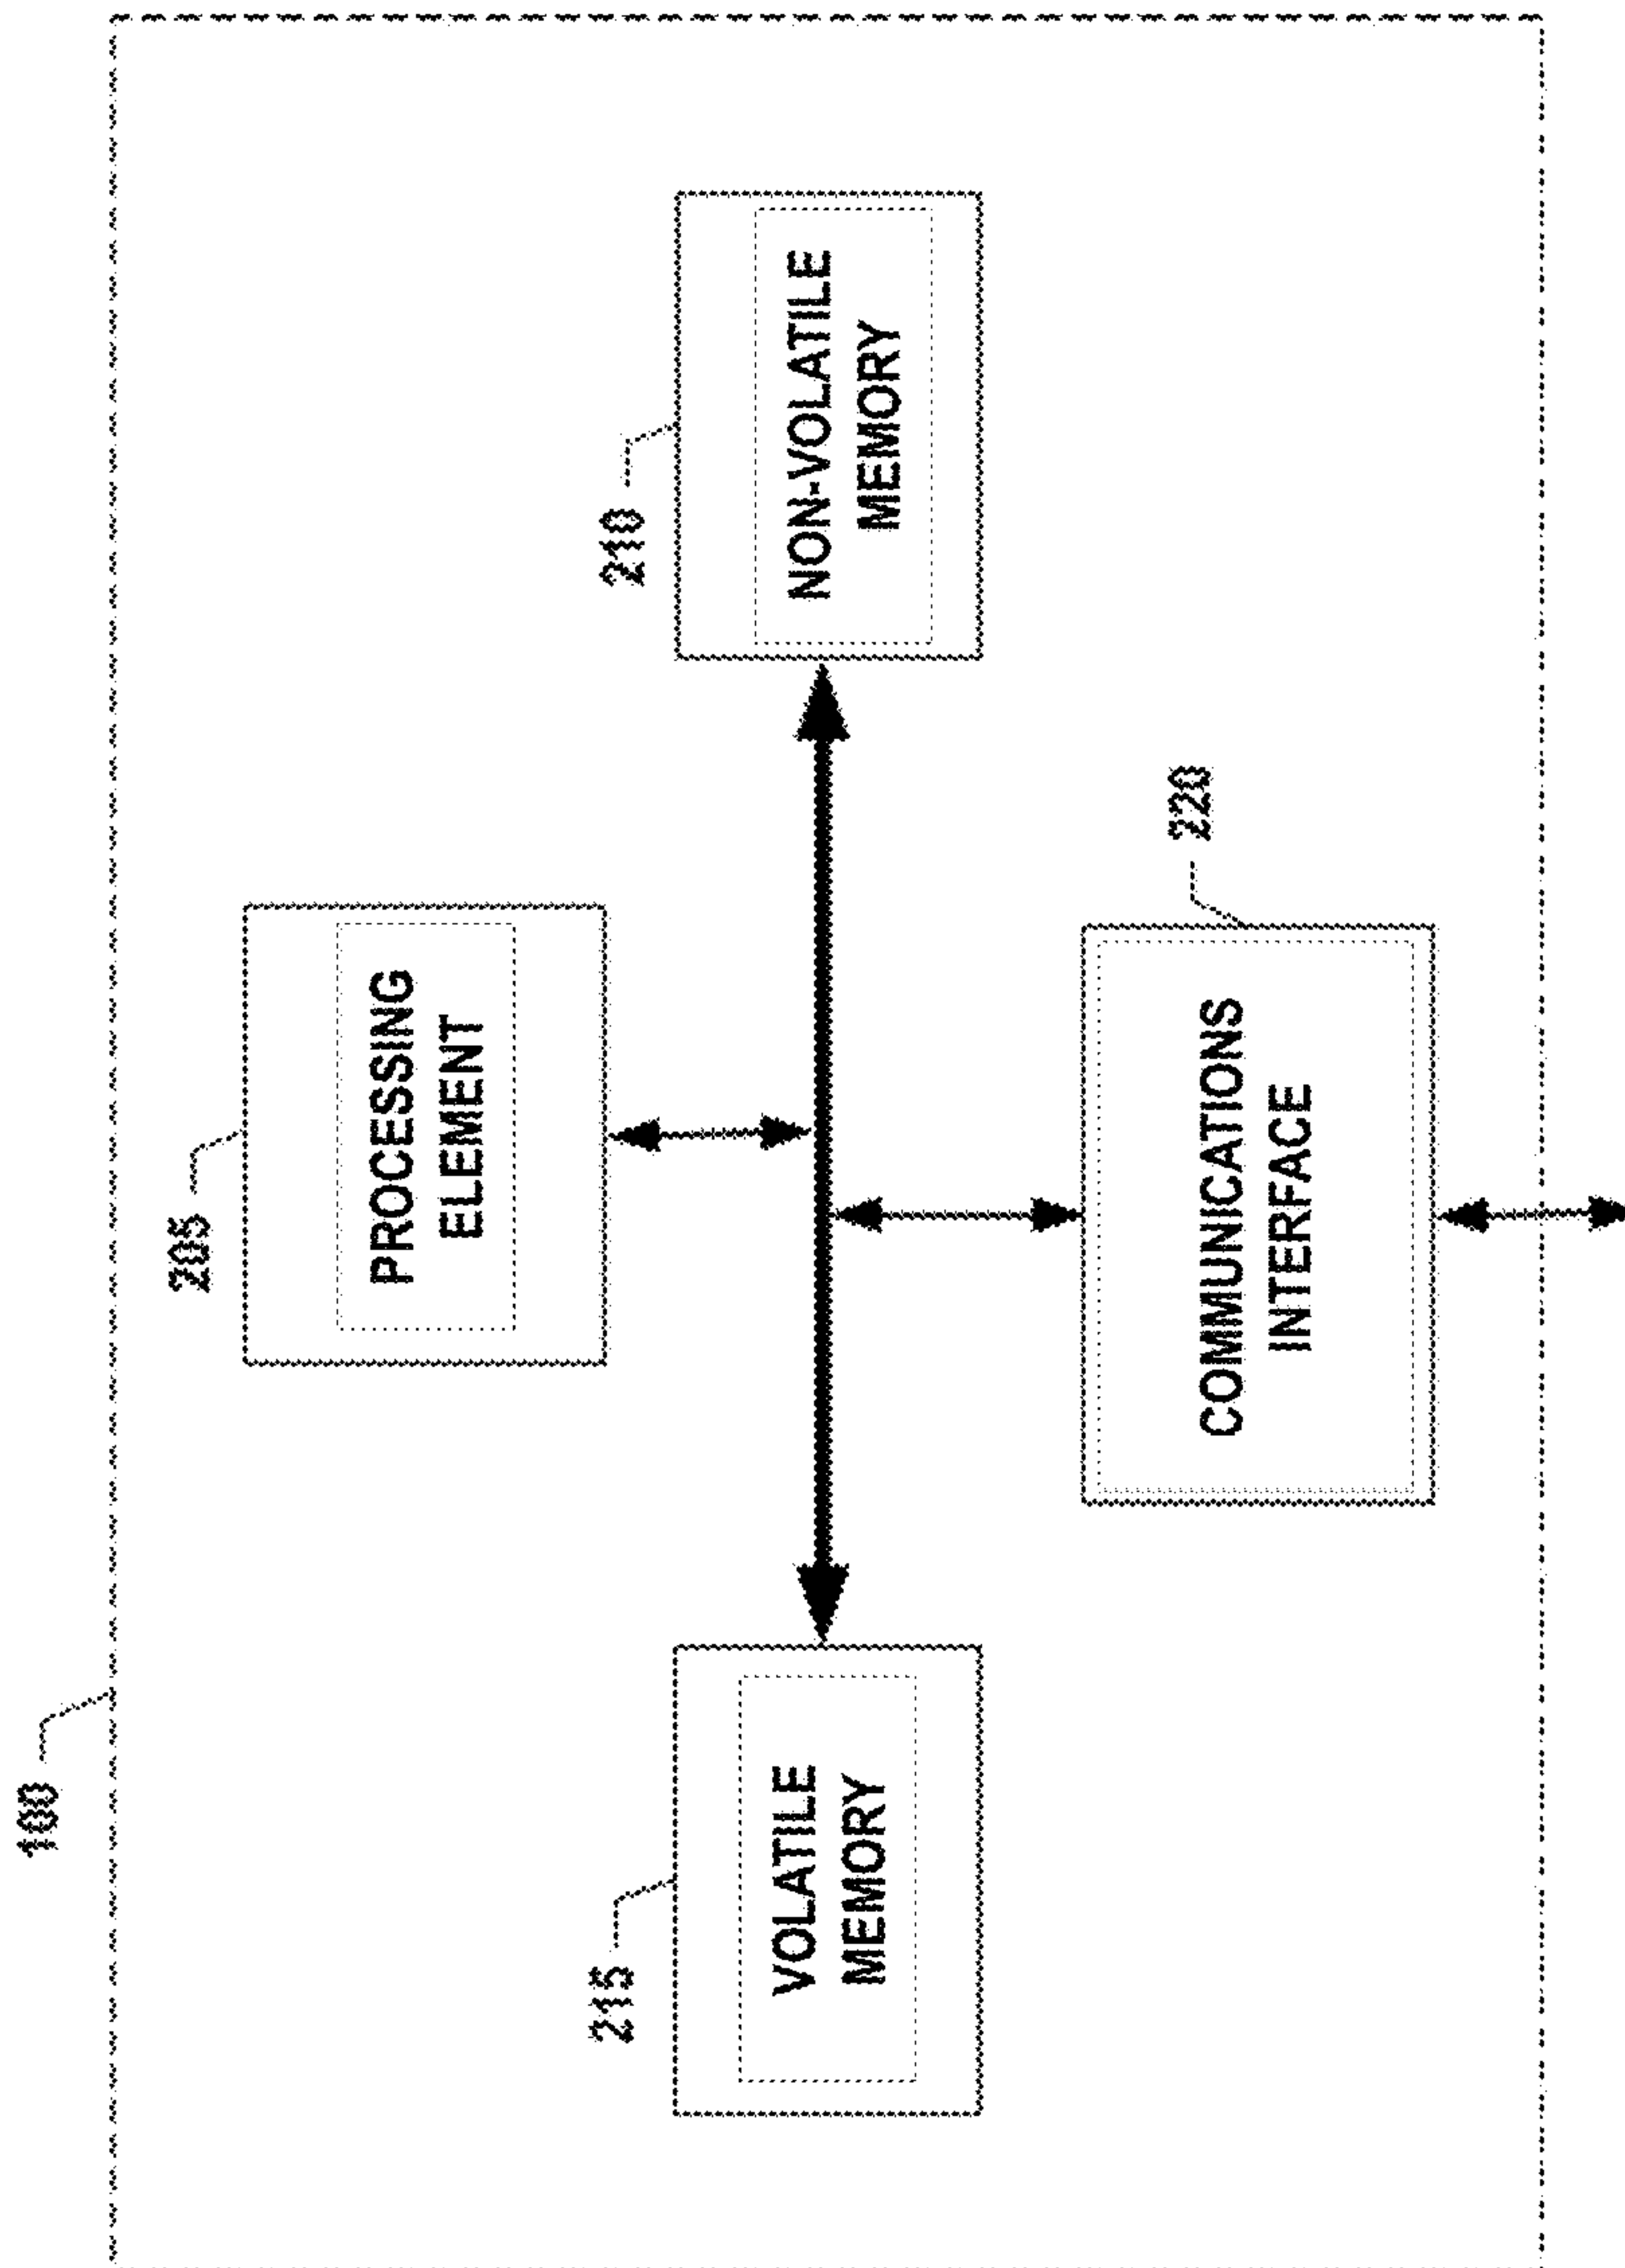 100
205
PROCESSING
ELEMENT
215
VOLATILE
MEMORY
210
NON-VOLATILE
MEMORY
220
COMMUNICATIONS
INTERFACE